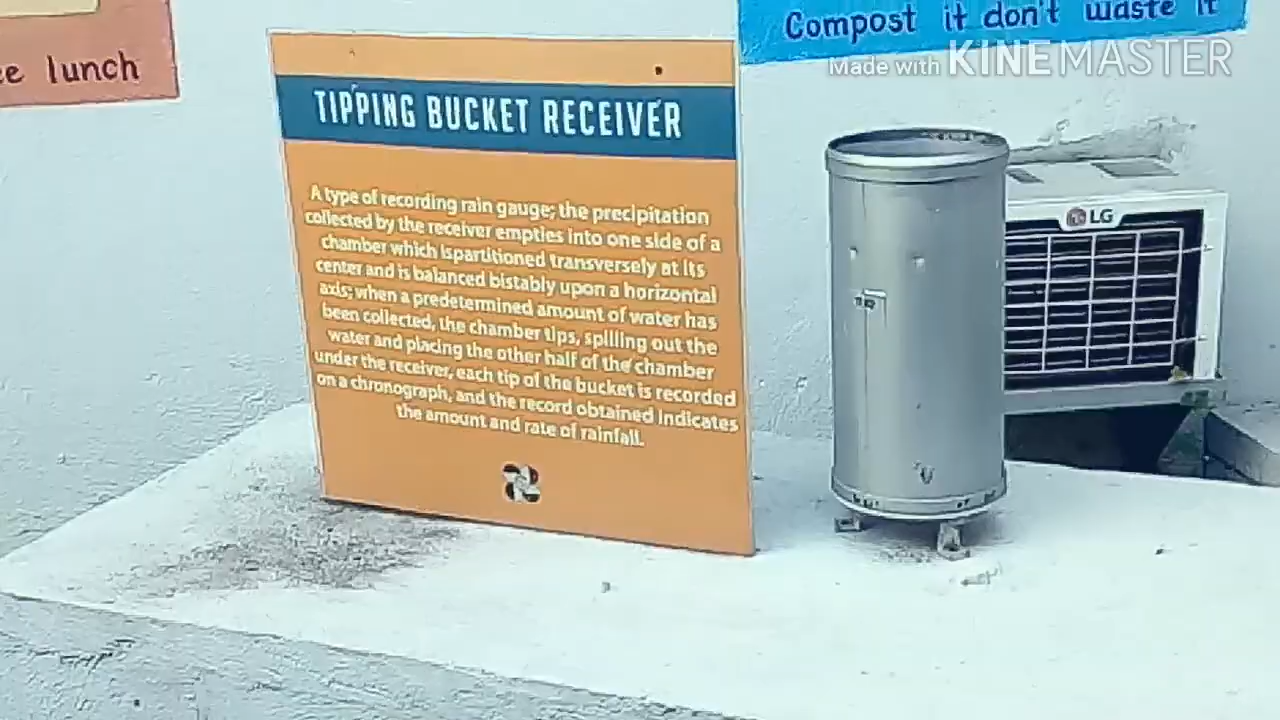 ee lunch
Compost it don't waste it
Made with KINEMASTER
TIPPING BUCKET RECEIVER
A type of recording rain gauge; the precipitation
collected by the receiver empties into one side of a
chamber which ispartitioned transversely at its
center and is balanced bistably upon a horizontal
axis; when a predetermined amount of water has
been collected, the chamber tips, spilling out the
water and placing the other half of the chamber
under the receiver, each tip of the bucket is recorded
on a chronograph, and the record obtained indicates
the amount and rate of rainfall.
LG